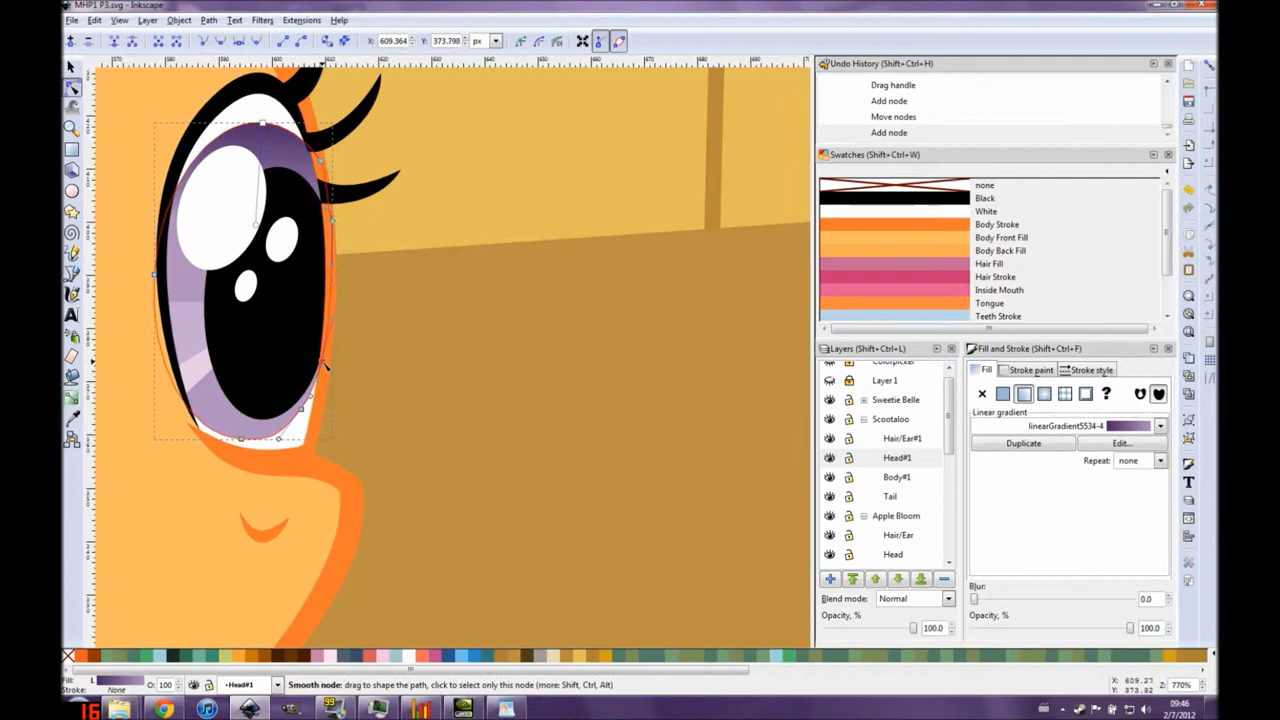 MHP1 P3.svg - Inkscape
File Edit View Layer Object Path Text Filters Extensions Help
X: 609.364 Y: 373.798 px
Undo History (Shift+Ctrl+H)
Drag handle
Add node
Move nodes
Add node
Swatches (Shift+Ctrl+W)
none
Black
White
Body Stroke
Body Front Fill
Body Back Fill
Hair Fill
Hair Stroke
Inside Mouth
Tongue
Teeth Stroke
Layers (Shift+Ctrl+L)
Colorpicker
Layer 1
Sweetie Belle
Scootaloo
Hair/Ear#1
Head#1
Body#1
Tail
Apple Bloom
Hair/Ear
Head
Blend mode: Normal
Opacity, %
100.0
Fill and Stroke (Shift+Ctrl+F)
Fill Stroke paint Stroke style
Linear gradient
linearGradient5534-4
Duplicate Edit...
Repeat: none
Blur:
0.0
Opacity, %
100.0
Fill: L O: 100 Head#1 Smooth node: drag to shape the path, click to select only this node (more: Shift, Ctrl, Alt)
Stroke: None
X: 609.27
Y: 373.82
Z: 770%
16
99
09:46
2/7/2012